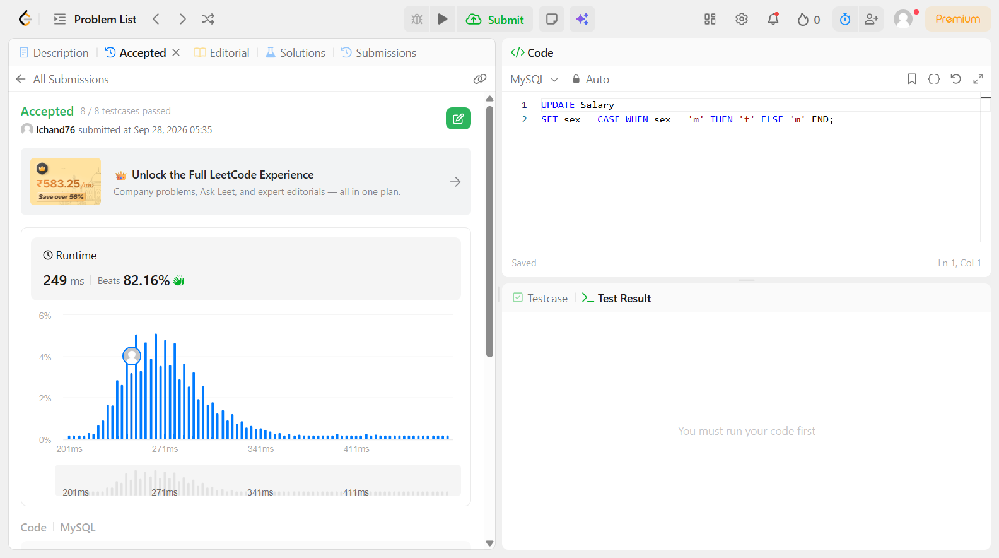 Problem List
Submit
0
Premium
Description
Accepted
Editorial
Solutions
Submissions
All Submissions
Accepted 8 / 8 testcases passed
ichand76 submitted at Sep 28, 2026 05:35
₹583.25/mo
Save over 56%
Unlock the Full LeetCode Experience
Company problems, Ask Leet, and expert editorials — all in one plan.
Runtime
249 ms Beats 82.16%
6%
4%
2%
0%
201ms 271ms 341ms 411ms
201ms 271ms 341ms 411ms
Code MySQL
</> Code
MySQL Auto
1 UPDATE Salary
2 SET sex = CASE WHEN sex = 'm' THEN 'f' ELSE 'm' END;
Saved Ln 1, Col 1
Testcase
Test Result
You must run your code first